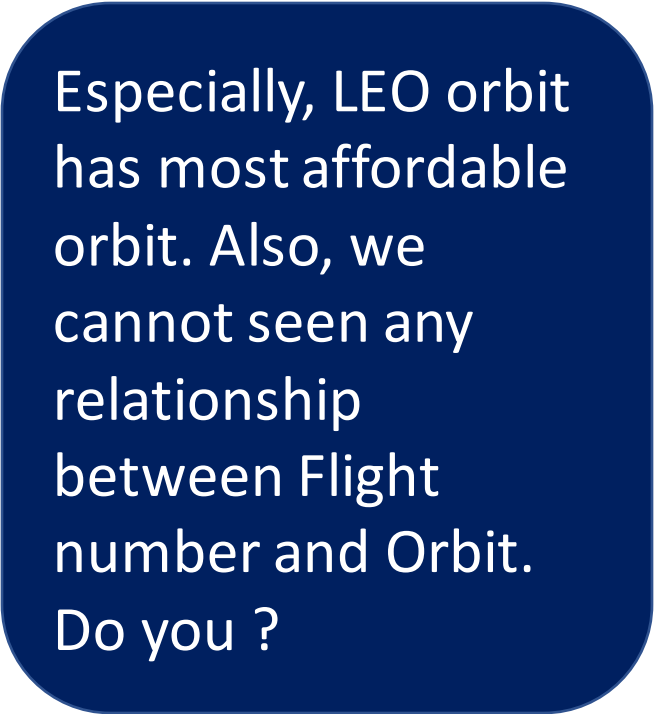 Especially, LEO orbit
has most affordable
orbit. Also, we
cannot seen any
relationship
between Flight
number and Orbit.
Do you ?